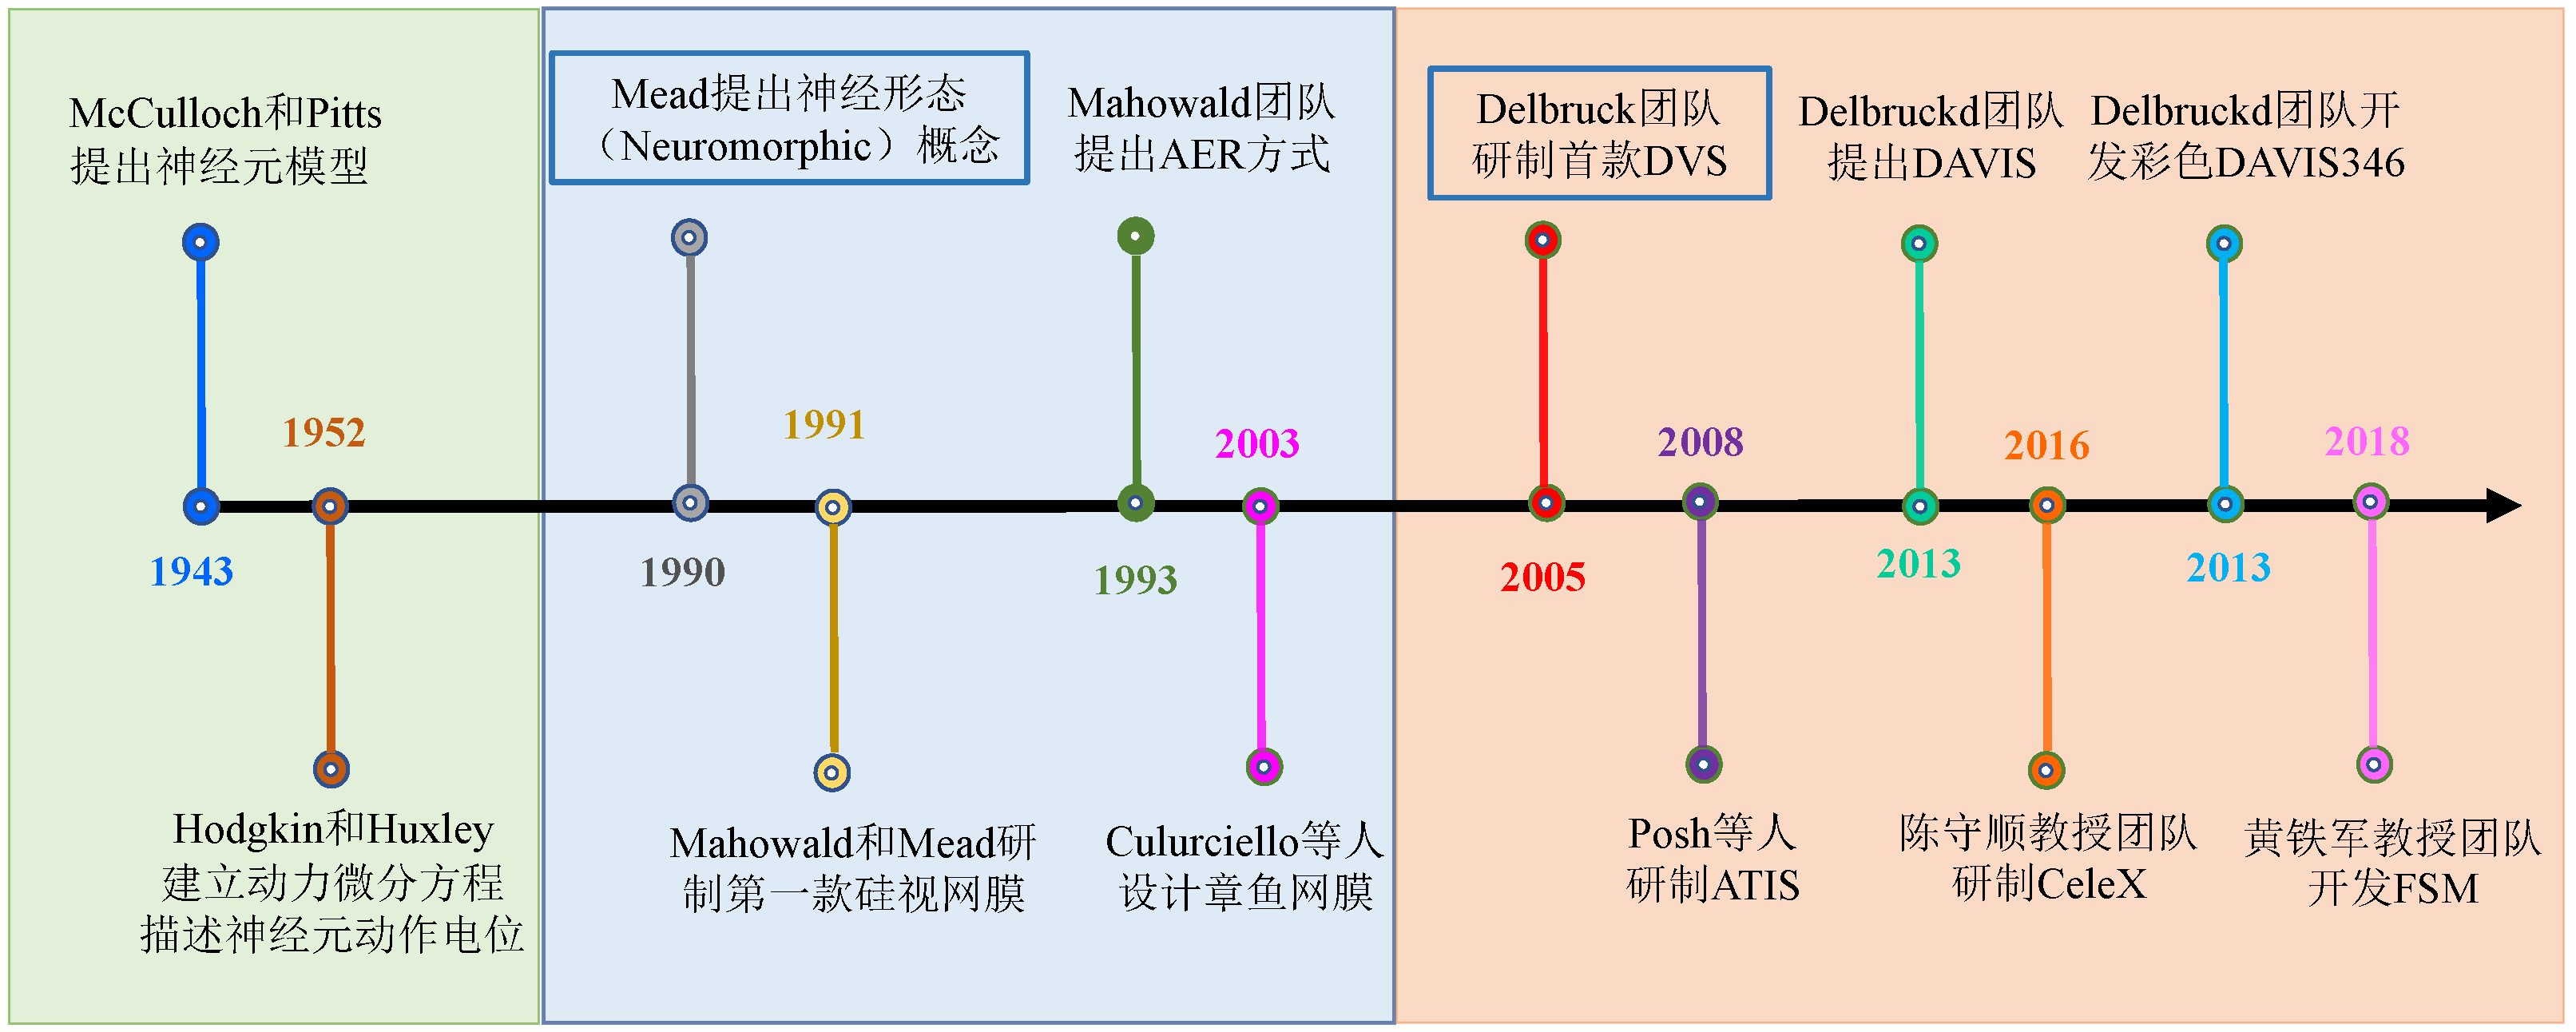 McCulloch和Pitts
提出神经元模型
Mead提出神经形态
（Neuromorphic）概念
Mahowald团队
提出AER方式
Delbruck团队
研制首款DVS
Delbruckd团队
提出DAVIS
Delbruckd团队开
发彩色DAVIS346
1952
1991
2003
2008
2016
2018
1943
1990
1993
2005
2013
2013
Hodgkin和Huxley
建立动力微分方程
描述神经元动作电位
Mahowald和Mead研
制第一款硅视网膜
Culurciello等人
设计章鱼网膜
Posh等人
研制ATIS
陈守顺教授团队
研制CeleX
黄铁军教授团队
开发FSM